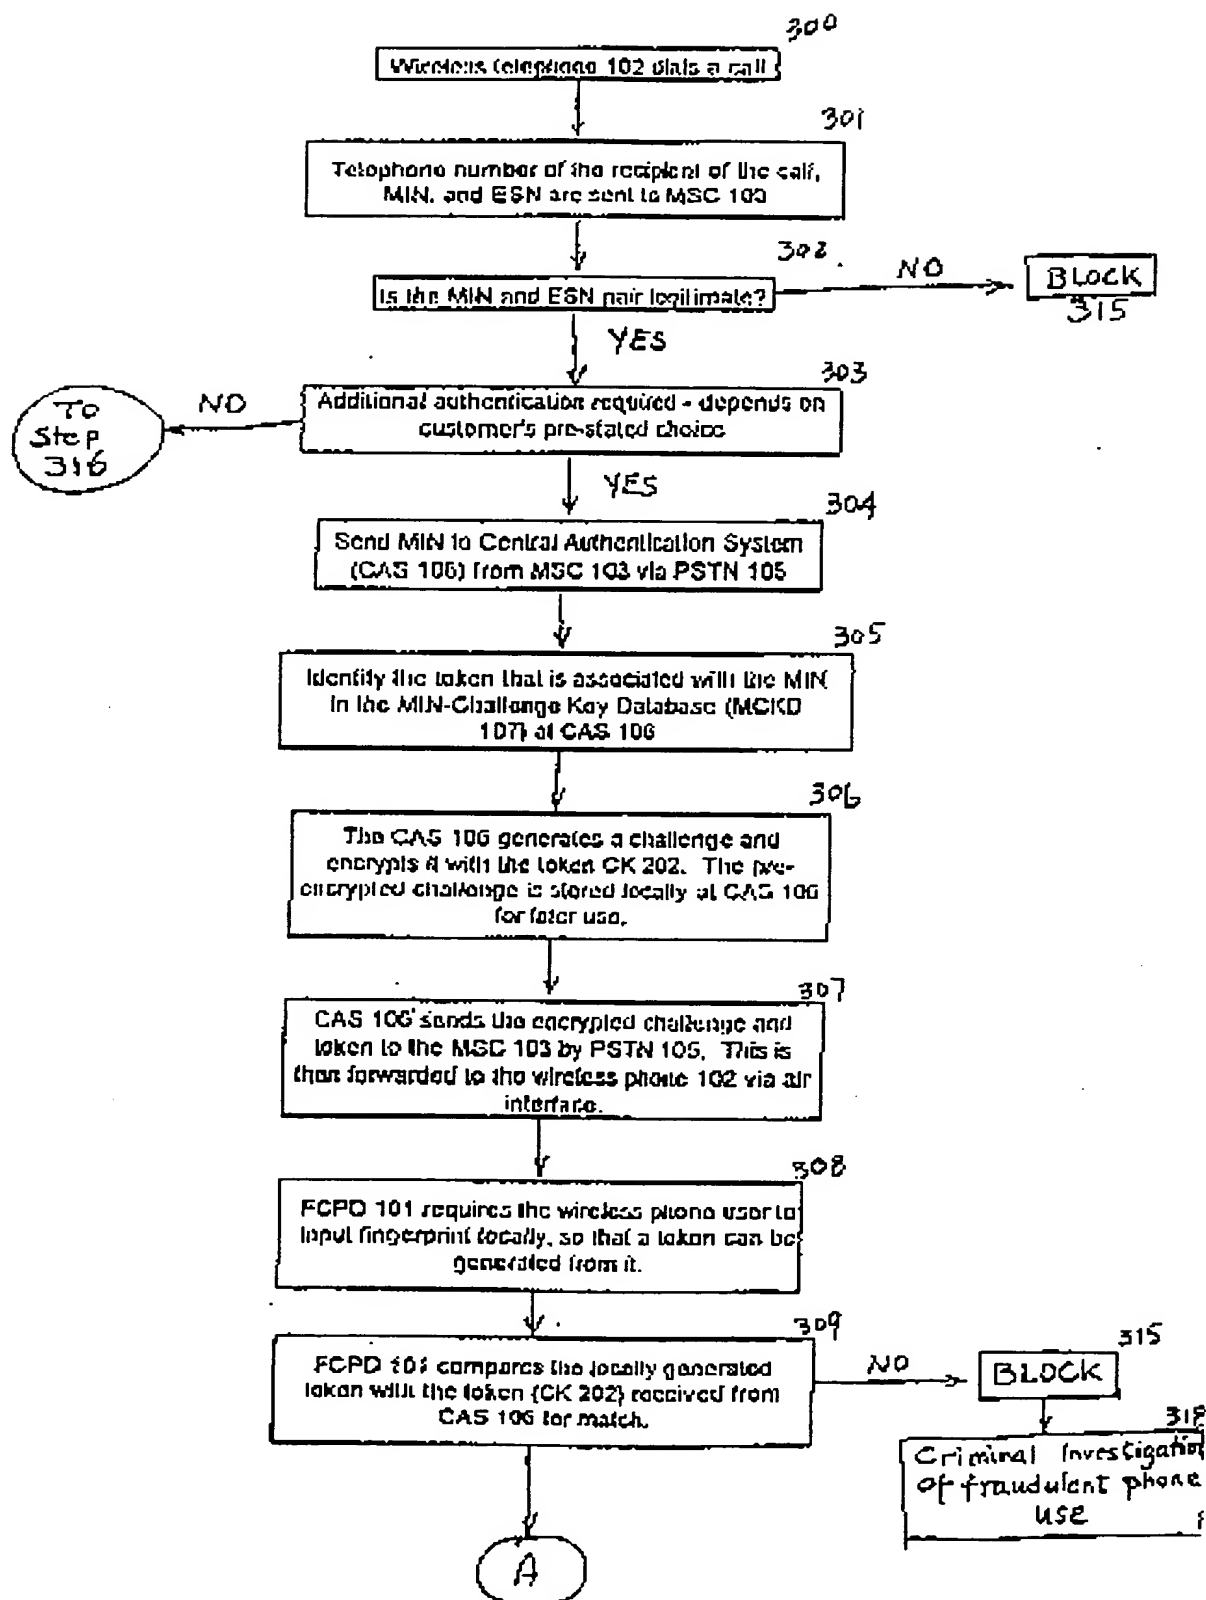 300
Wireless telephone 102 dials a call
301
Telephone number of the recipient of the call,
MIN, and ESN are sent to MSC 103
302
Is the MIN and ESN pair legitimate?
NO
BLOCK
315
YES
303
Additional authentication required - depends on
customer's pre-stated choice
NO
TO
Step
316
YES
304
Send MIN to Central Authentication System
(CAS 106) from MSC 103 via PSTN 105
305
Identify the token that is associated with the MIN
in the MIN-Challenge Key Database (MCKD
107) at CAS 106
306
The CAS 106 generates a challenge and
encrypts it with the token CK 202. The pre-
encrypted challenge is stored locally at CAS 106
for later use.
307
CAS 106 sends the encrypted challenge and
token to the MSC 103 by PSTN 105. This is
then forwarded to the wireless phone 102 via air
interface.
308
FCPD 101 requires the wireless phone user to
input fingerprint locally, so that a token can be
generated from it.
309
FCPD 101 compares the locally generated
token with the token (CK 202) received from
CAS 106 for match.
NO
315
BLOCK
318
Criminal Investigation
of fraudulent phone
use
A